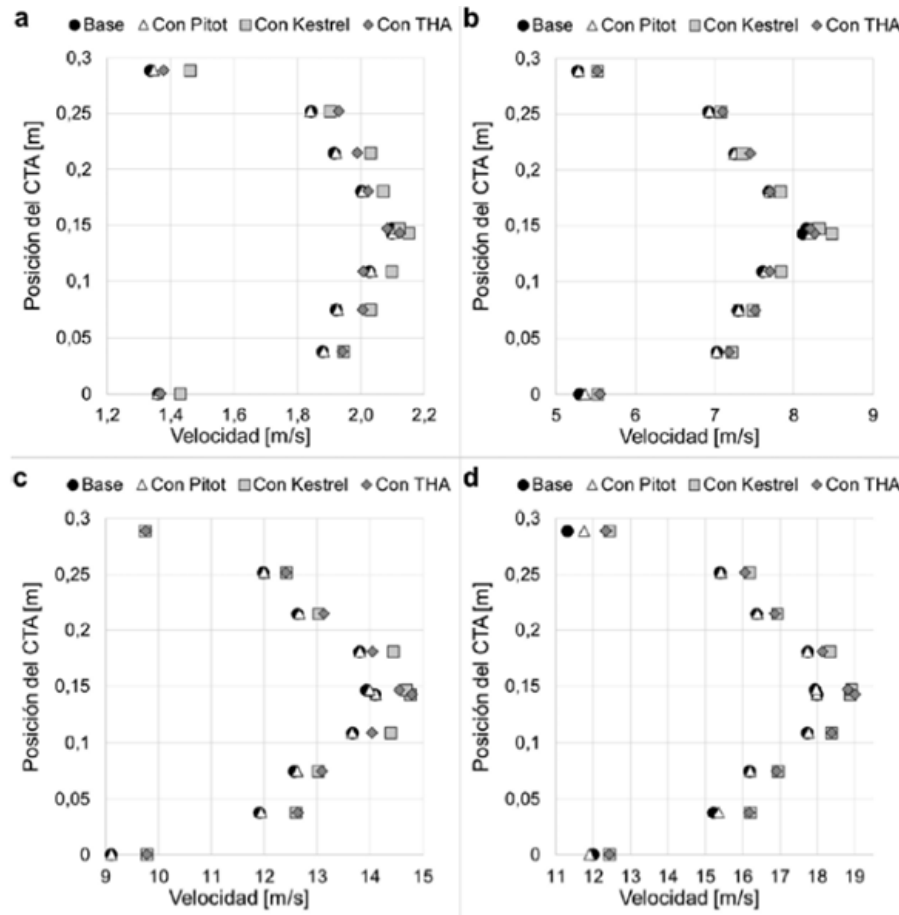 a
Base Con Pitot Con Kestrel Con THA
Posición del CTA [m]
0,3
0,25
0,2
0,15
0,1
0,05
0
1,2 1,4 1,6 1,8 2,0 2,2
Velocidad [m/s]
b
Base Con Pitot Con Kestrel Con THA
Posición del CTA [m]
0,3
0,25
0,2
0,15
0,1
0,05
0
5 6 7 8 9
Velocidad [m/s]
c
Base Con Pitot Con Kestrel Con THA
Posición del CTA [m]
0,3
0,25
0,2
0,15
0,1
0,05
0
9 10 11 12 13 14 15
Velocidad [m/s]
d
Base Con Pitot Con Kestrel Con THA
Posición del CTA [m]
0,3
0,25
0,2
0,15
0,1
0,05
0
11 12 13 14 15 16 17 18 19
Velocidad [m/s]